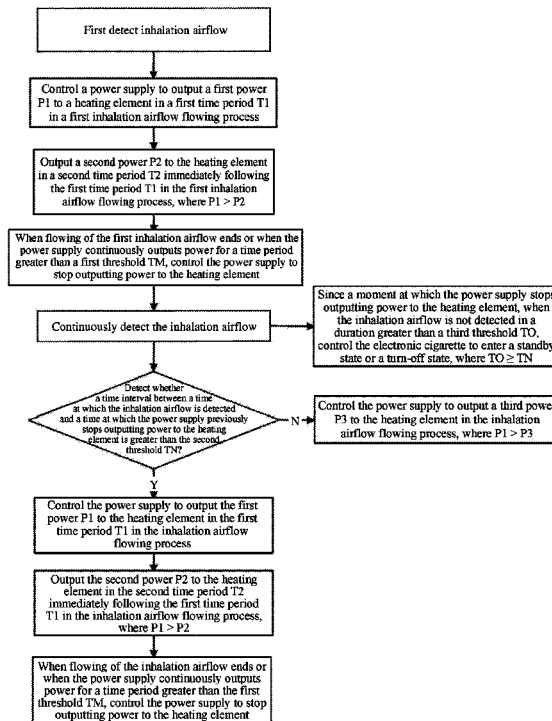 First detect inhalation airflow
Control a power supply to output a first power
P1 to a heating element in a first time period T1
in a first inhalation airflow flowing process
Output a second power P2 to the heating element
in a second time period T2 immediately following
the first time period T1 in the first inhalation
airflow flowing process, where P1 > P2
When flowing of the first inhalation airflow ends or when the
power supply continuously outputs power for a time period
greater than a first threshold TM, control the power supply to
stop outputting power to the heating element
Continuously detect the inhalation airflow
Since a moment at which the power supply stops
outputting power to the heating element, when
the inhalation airflow is not detected in a
duration greater than a third threshold TO,
control the electronic cigarette to enter a standby
state or a turn-off state, where TO ≥ TN
Detect whether
a time interval between a time
at which the inhalation airflow is detected
and a time at which the power supply previously
stops outputting power to the heating
element is greater than the second
threshold TN?
N
Control the power supply to output a third power
P3 to the heating element in the inhalation
airflow flowing process, where P1 > P3
Y
Control the power supply to output the first
power P1 to the heating element in the first
time period T1 in the inhalation airflow
flowing process
Output the second power P2 to the heating
element in the second time period T2
immediately following the first time period
T1 in the inhalation airflow flowing process,
where P1 > P2
When flowing of the inhalation airflow ends or
when the power supply continuously outputs
power for a time period greater than the first
threshold TM, control the power supply to stop
outputting power to the heating element